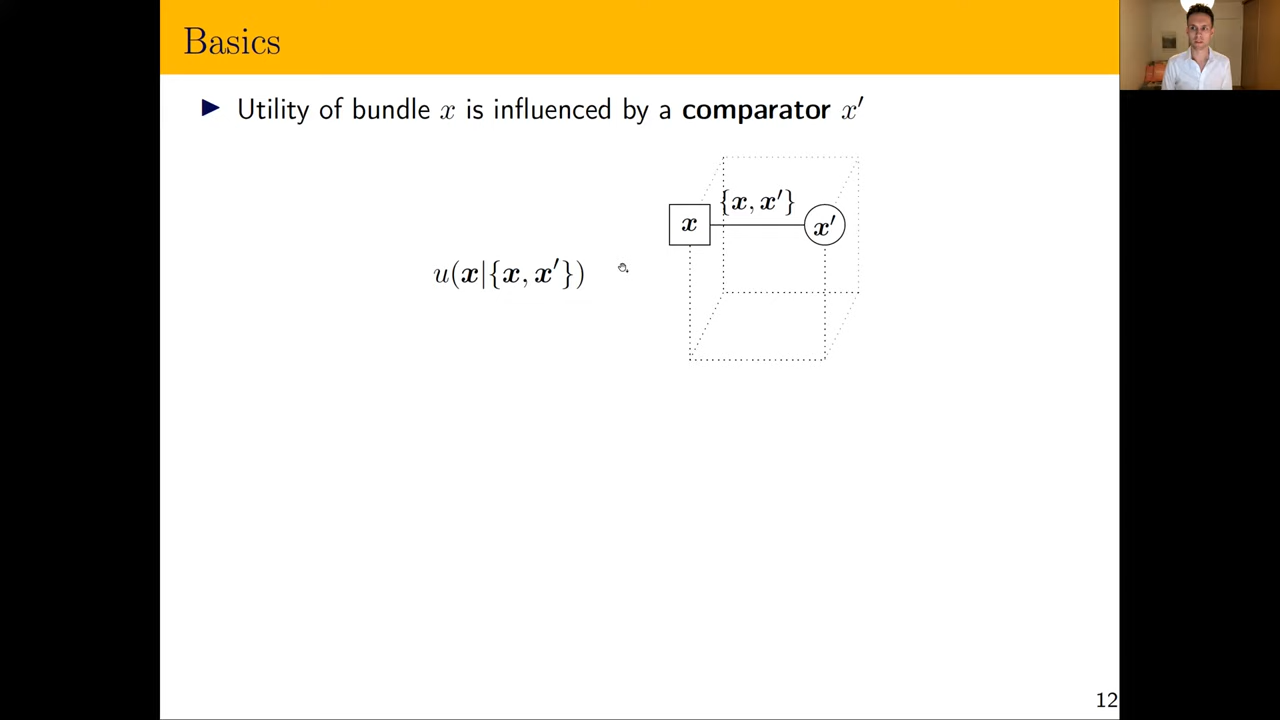 Basics
▶ Utility of bundle x is influenced by a comparator x′
{x, x′}
x
x′
u(x|{x, x′})
12